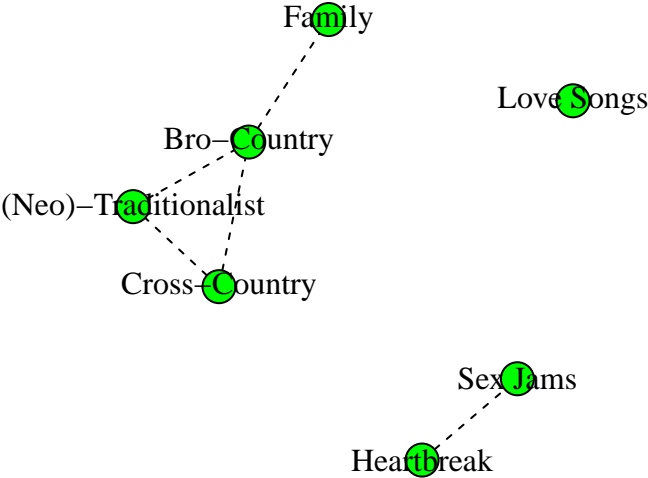 Family
Love Songs
Bro−Country
(Neo)−Traditionalist
Cross−Country
Sex Jams
Heartbreak